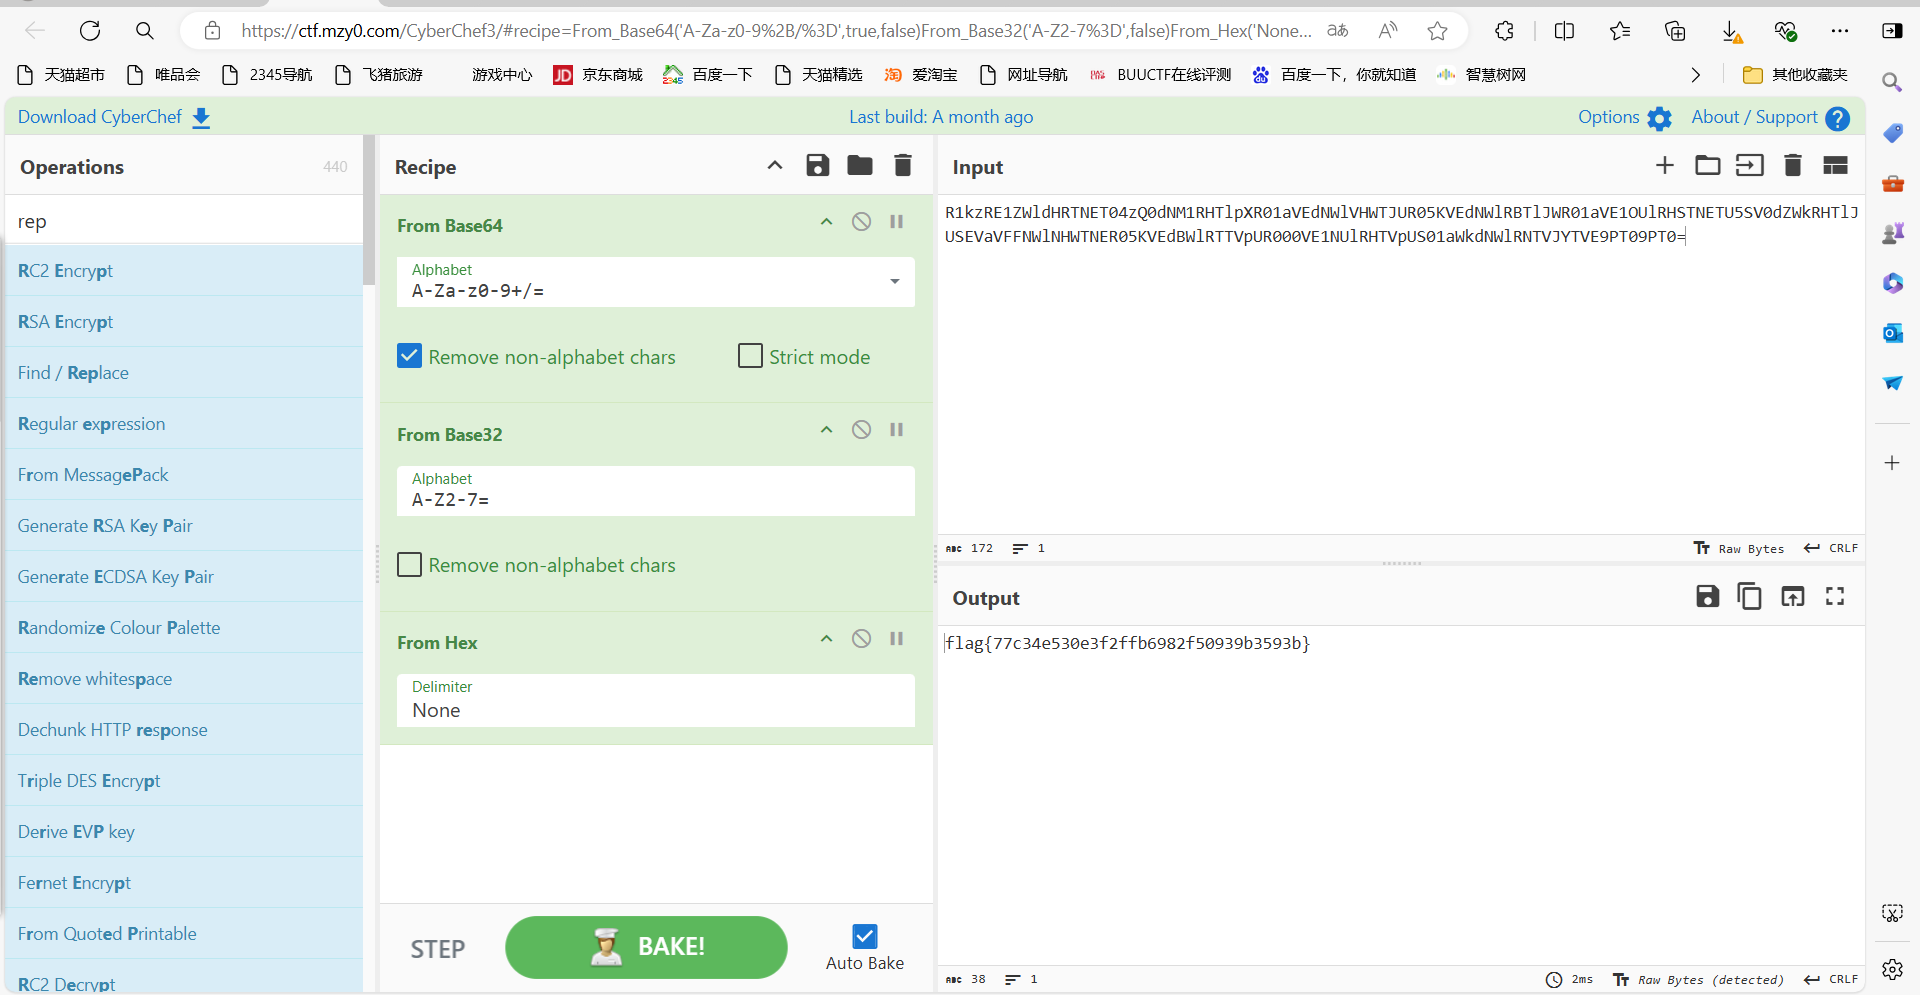 https://ctf.mzy0.com/CyberChef3/#recipe=From_Base64('A-Za-z0-9%2B/%3D',true,false)From_Base32('A-Z2-7%3D',false)From_Hex('None...
天猫超市 唯品会 2345导航 飞猪旅游 游戏中心 京东商城 百度一下 天猫精选 爱淘宝 网址导航 BUUCTF在线评测 百度一下，你就知道 智慧树网 其他收藏夹
Download CyberChef Last build: A month ago Options About / Support
Operations 440
rep
RC2 Encrypt
RSA Encrypt
Find / Replace
Regular expression
From MessagePack
Generate RSA Key Pair
Generate ECDSA Key Pair
Randomize Colour Palette
Remove whitespace
Dechunk HTTP response
Triple DES Encrypt
Derive EVP key
Fernet Encrypt
From Quoted Printable
RC2 Decrypt
Recipe
From Base64
Alphabet
A-Za-z0-9+/=
Remove non-alphabet chars Strict mode
From Base32
Alphabet
A-Z2-7=
Remove non-alphabet chars
From Hex
Delimiter
None
STEP BAKE! Auto Bake
Input
R1kzRE1ZWldHRTNET04zQ0dNM1RHTlpXR01aVEdNWlVHWTJUR05KVEdNWlRBTlJWR01aVE1OUlRHSTNETU5SV0dZWkRHTlJ
USEVaVFFNWlNHWTNER05KVEdBWlRTTVpUR000VE1NUlRHTVpUS01aWkdNWlRNTVJYTVE9PT09PT0=
172 1 Raw Bytes CRLF
Output
flag{77c34e530e3f2ffb6982f50939b3593b}
38 1 2ms Raw Bytes (detected) CRLF